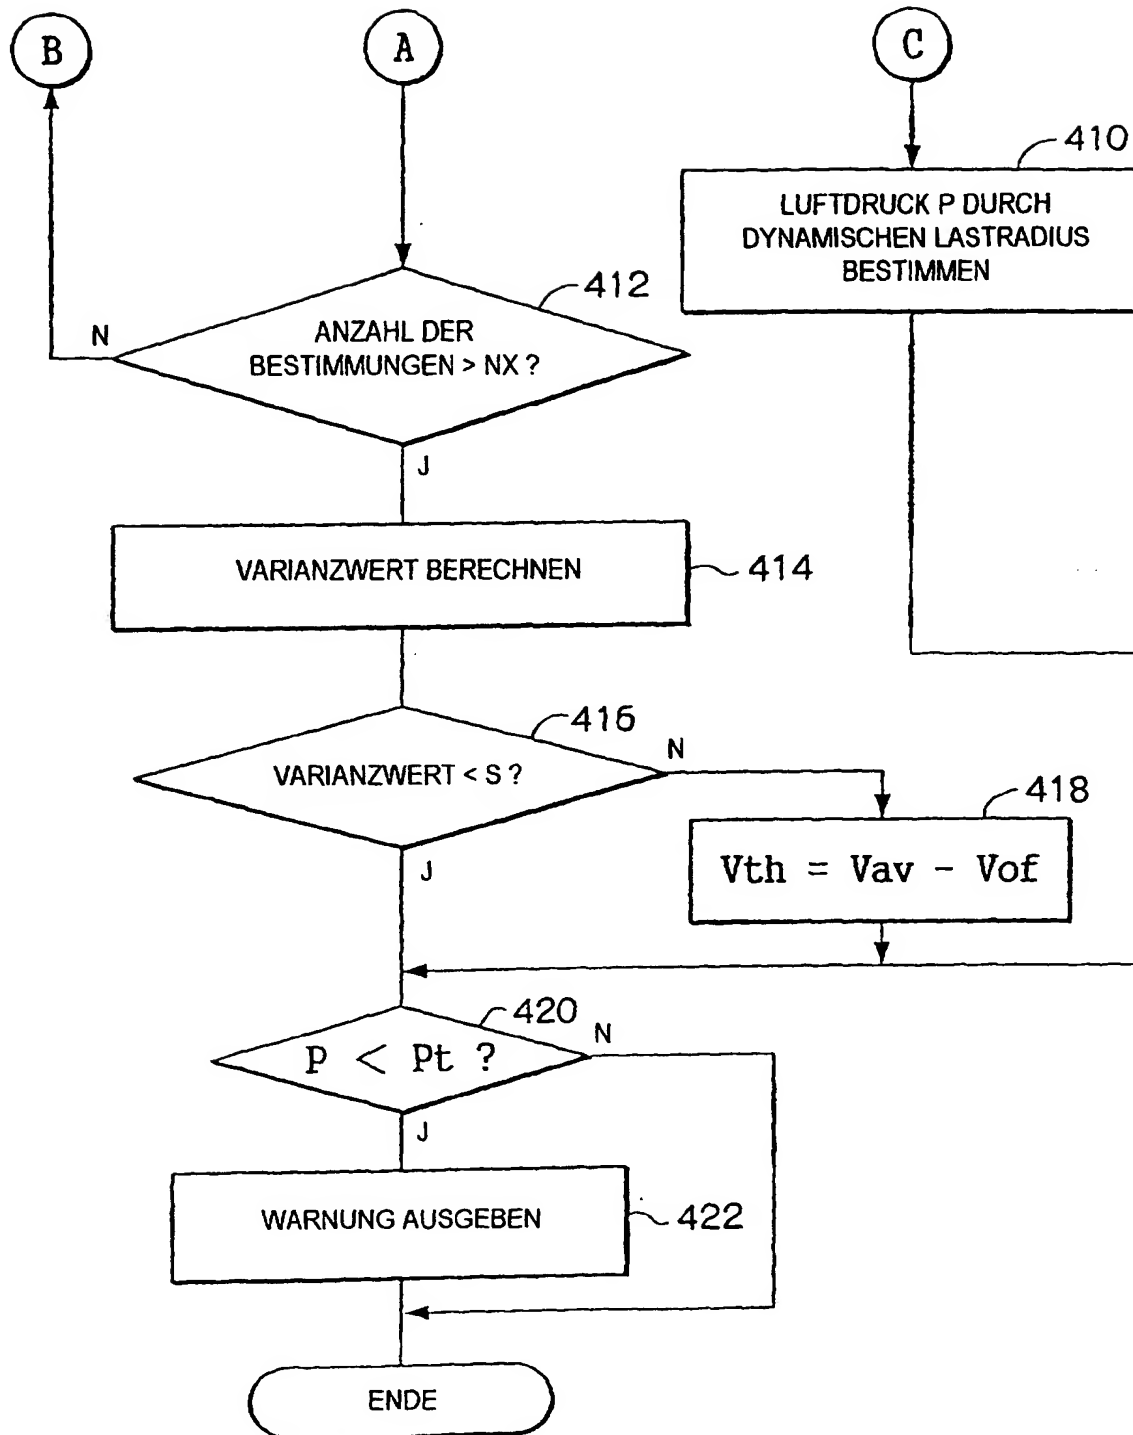 B
A
C
410
LUFTDRUCK P DURCH
DYNAMISCHEN LASTRADIUS
BESTIMMEN
412
N
ANZAHL DER
BESTIMMUNGEN > NX ?
J
VARIANZWERT BERECHNEN
414
416
N
VARIANZWERT < S ?
418
Vth = Vav - Vof
J
420
N
P < Pt ?
J
WARNUNG AUSGEBEN
422
ENDE